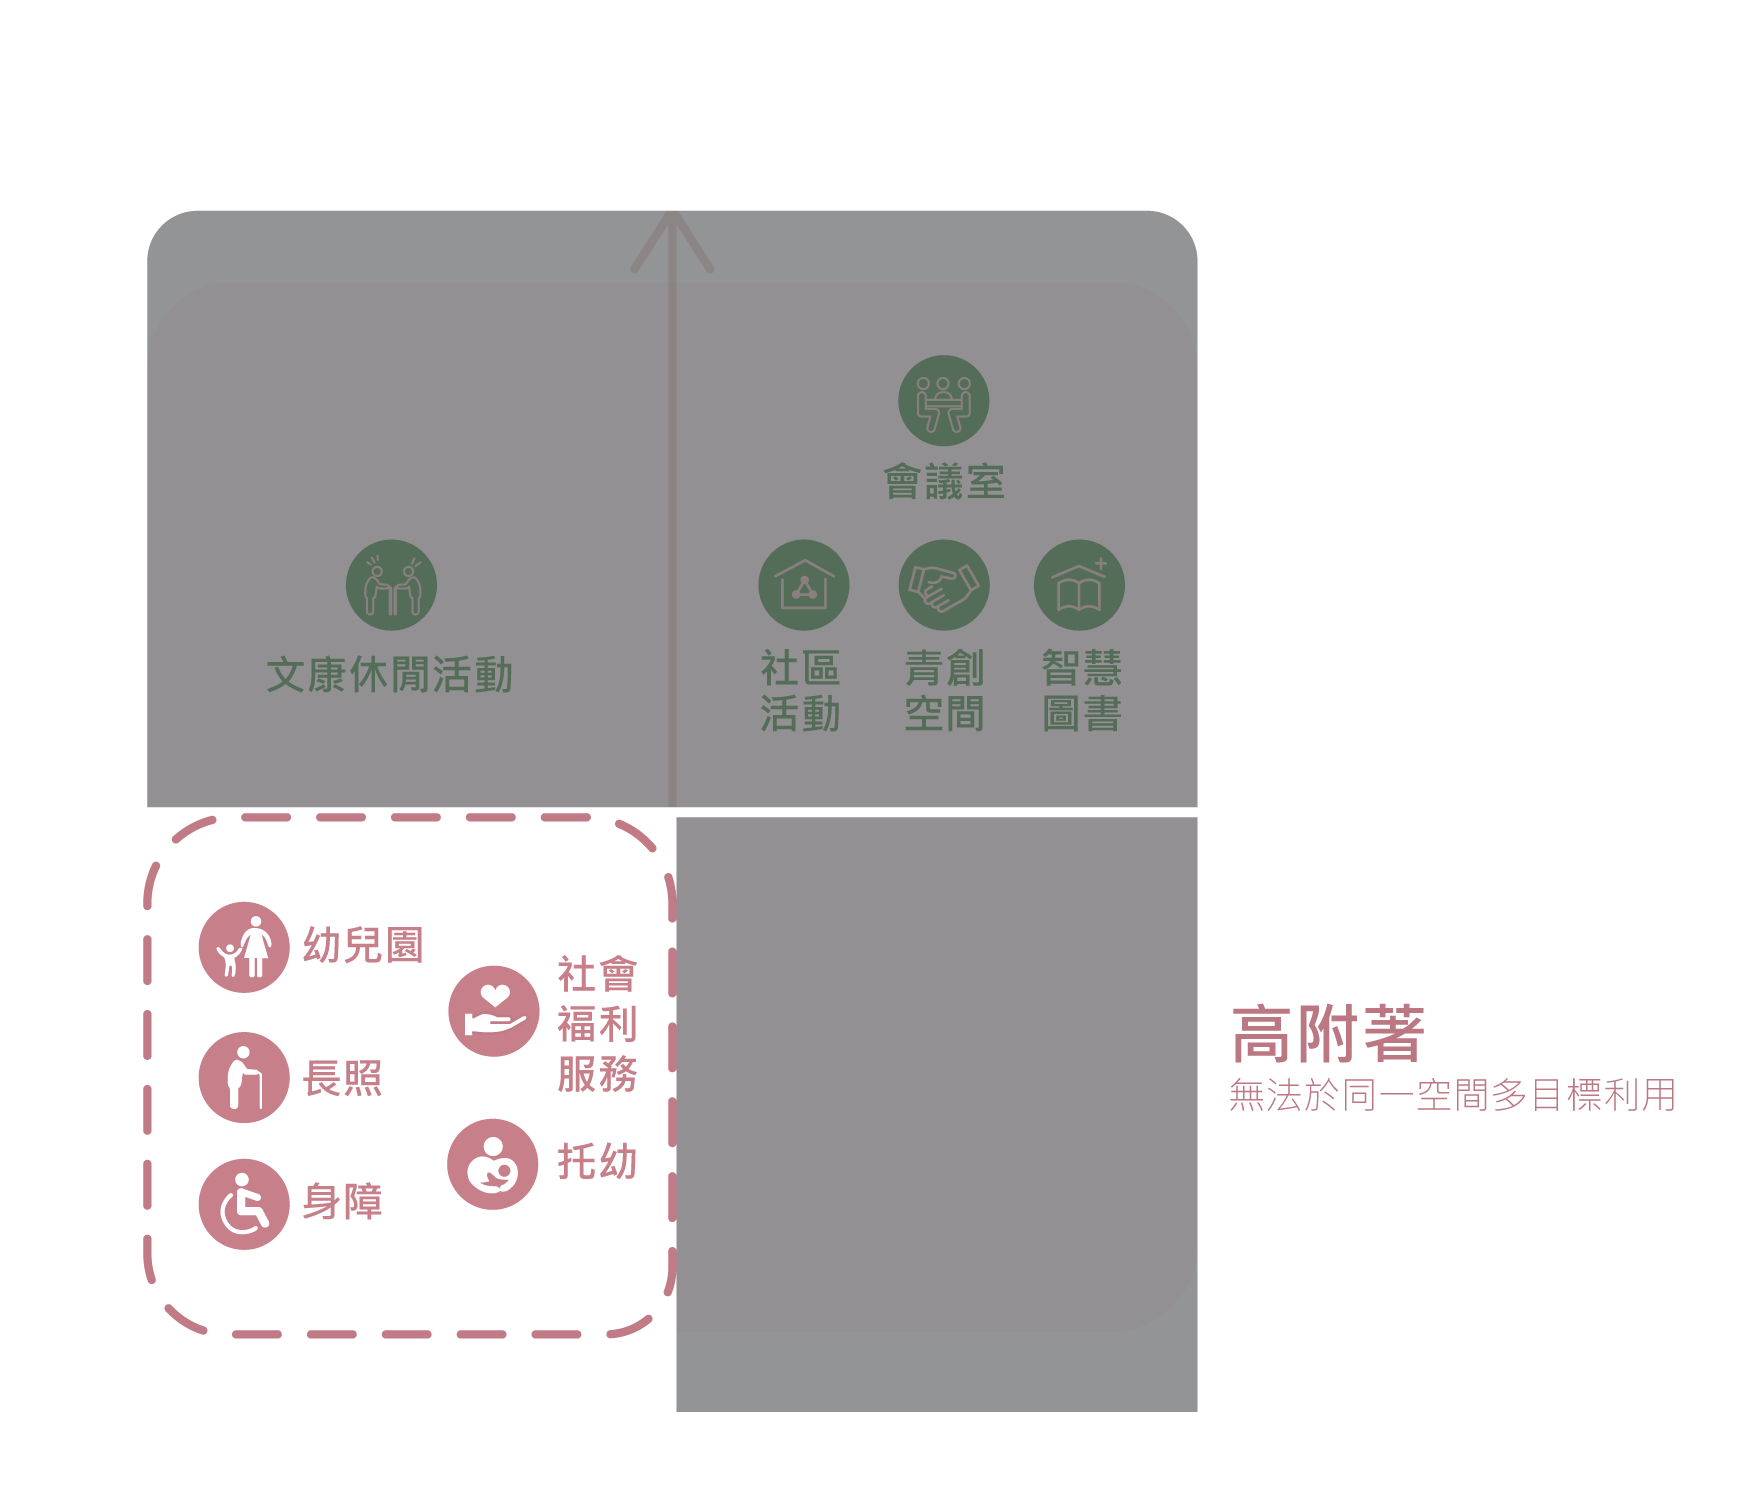 會議室
文康休閒活動
社區
活動
青創
空間
智慧
圖書
幼兒園
長照
身障
社會
福利
服務
托幼
高附著
無法於同一空間多目標利用